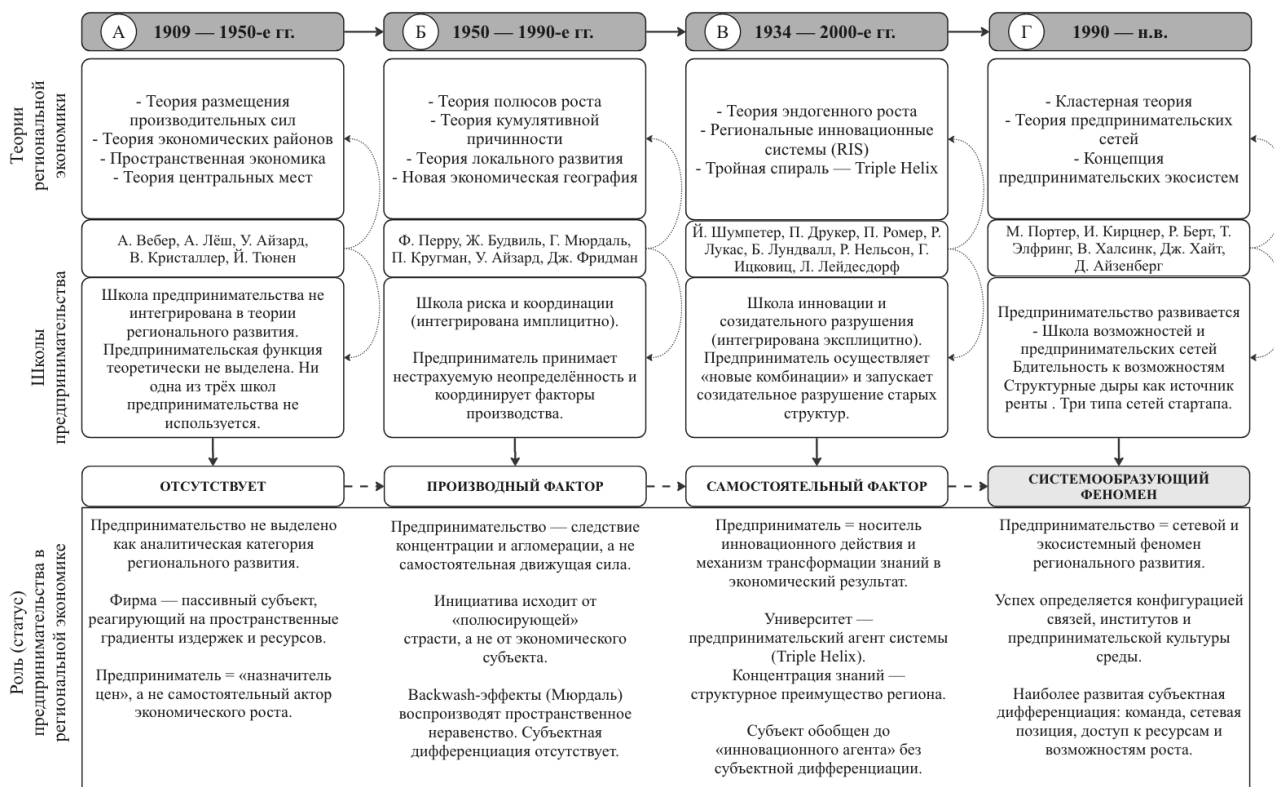 А 1909 — 1950-е гг.
Б 1950 — 1990-е гг.
В 1934 — 2000-е гг.
Г 1990 — н.в.
Теории
региональной
экономики
- Теория размещения
производительных сил
- Теория экономических районов
- Пространственная экономика
- Теория центральных мест
- Теория полюсов роста
- Теория кумулятивной
причинности
- Теория локального развития
- Новая экономическая география
- Теория эндогенного роста
- Региональные инновационные
системы (RIS)
- Тройная спираль — Triple Helix
- Кластерная теория
- Теория предпринимательских
сетей
- Концепция
предпринимательских экосистем
А. Вебер, А. Лёш, У. Айзард,
В. Кристаллер, Й. Тюнен
Ф. Перру, Ж. Будвиль, Г. Мюрдаль,
П. Кругман, У. Айзард, Дж. Фридман
Й. Шумпетер, П. Друкер, П. Ромер, Р.
Лукас, Б. Лундвалл, Р. Нельсон, Г.
Ицковиц, Л. Лейдесдорф
М. Портер, И. Кирцнер, Р. Берт, Т.
Элфринг, В. Халсинк, Дж. Хайт,
Д. Айзенберг
Школы
предпринимательства
Школа предпринимательства не
интегрирована в теории
регионального развития.
Предпринимательская функция
теоретически не выделена. Ни
одна из трёх школ
предпринимательства не
используется.
Школа риска и координации
(интегрирована имплицитно).
Предприниматель принимает
нестрахуемую неопределённость и
координирует факторы
производства.
Школа инновации и
созидательного разрушения
(интегрирована эксплицитно).
Предприниматель осуществляет
«новые комбинации» и запускает
созидательное разрушение старых
структур.
Предпринимательство развивается
- Школа возможностей и
предпринимательских сетей
Бдительность к возможностям
Структурные дыры как источник
ренты . Три типа сетей стартапа.
ОТСУТСТВУЕТ
ПРОИЗВОДНЫЙ ФАКТОР
САМОСТОЯТЕЛЬНЫЙ ФАКТОР
СИСТЕМООБРАЗУЮЩИЙ
ФЕНОМЕН
Роль (статус)
предпринимательства в
региональной экономике
Предпринимательство не выделено
как аналитическая категория
регионального развития.
Фирма — пассивный субъект,
реагирующий на пространственные
градиенты издержек и ресурсов.
Предприниматель = «назначитель
цен», а не самостоятельный актор
экономического роста.
Предпринимательство — следствие
концентрации и агломерации, а не
самостоятельная движущая сила.
Инициатива исходит от
«полюсирующей»
страсти, а не от экономического
субъекта.
Backwash-эффекты (Мюрдаль)
воспроизводят пространственное
неравенство. Субъектная
дифференциация отсутствует.
Предприниматель = носитель
инновационного действия и
механизм трансформации знаний в
экономический результат.
Университет —
предпринимательский агент системы
(Triple Helix).
Концентрация знаний —
структурное преимущество региона.
Субъект обобщен до
«инновационного агента» без
субъектной дифференциации.
Предпринимательство = сетевой и
экосистемный феномен
регионального развития.
Успех определяется конфигурацией
связей, институтов и
предпринимательской культуры
среды.
Наиболее развитая субъектная
дифференциация: команда, сетевая
позиция, доступ к ресурсам и
возможностям роста.